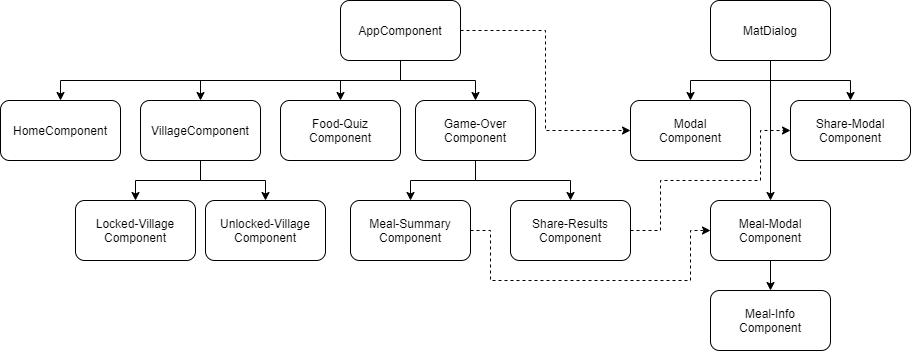 AppComponent
MatDialog
HomeComponent
VillageComponent
Food-Quiz
Component
Game-Over
Component
Modal
Component
Share-Modal
Component
Locked-Village
Component
Unlocked-Village
Component
Meal-Summary
Component
Share-Results
Component
Meal-Modal
Component
Meal-Info
Component